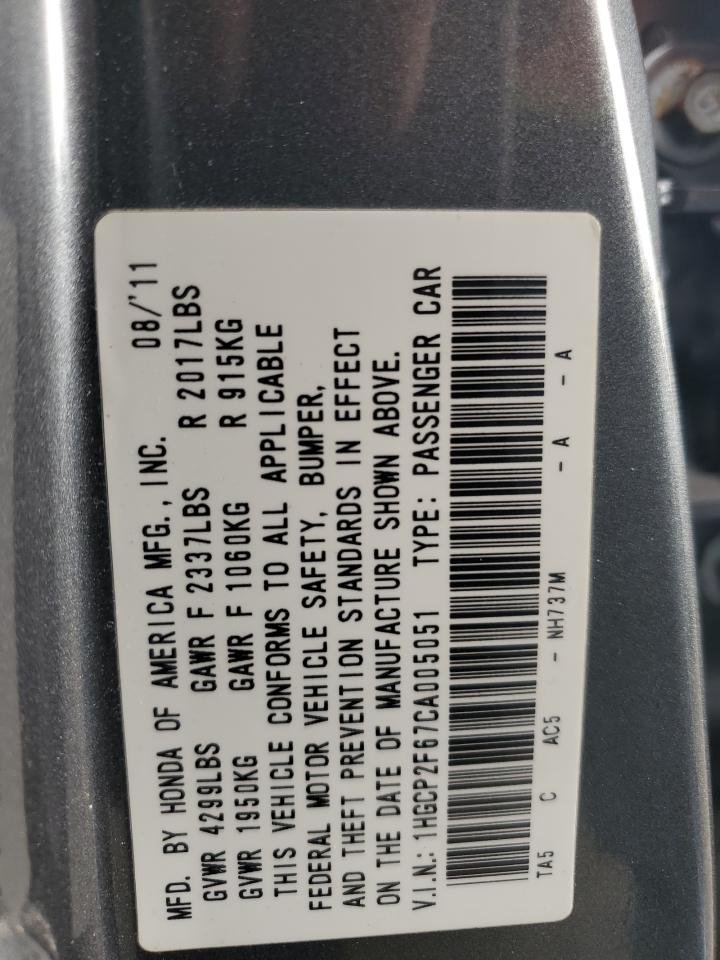 MFD. BY HONDA OF AMERICA MFG., INC. 08/'11
GVWR 4299LBS GAWR F 2337LBS R 2017LBS
GVWR 1950KG GAWR F 1060KG R 915KG
THIS VEHICLE CONFORMS TO ALL APPLICABLE
FEDERAL MOTOR VEHICLE SAFETY, BUMPER,
AND THEFT PREVENTION STANDARDS IN EFFECT
ON THE DATE OF MANUFACTURE SHOWN ABOVE.
V.I.N.: 1HGCP2F67CA005051 TYPE: PASSENGER CAR
TA5 C AC5 - NH737M - A - A